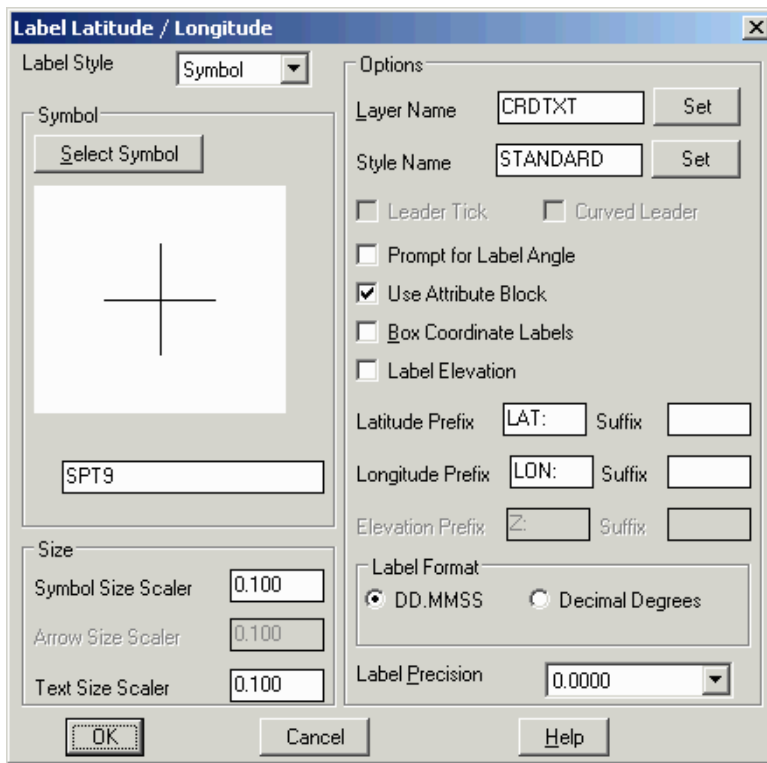 Label Latitude / Longitude
Label Style
Symbol
Symbol
Select Symbol
SPT9
Size
Symbol Size Scaler 0.100
Arrow Size Scaler 0.100
Text Size Scaler 0.100
Options
Layer Name CRDTXT Set
Style Name STANDARD Set
Leader Tick Curved Leader
Prompt for Label Angle
Use Attribute Block
Box Coordinate Labels
Label Elevation
Latitude Prefix LAT: Suffix
Longitude Prefix LON: Suffix
Elevation Prefix Z: Suffix
Label Format
DD.MMSS Decimal Degrees
Label Precision 0.0000
OK Cancel Help